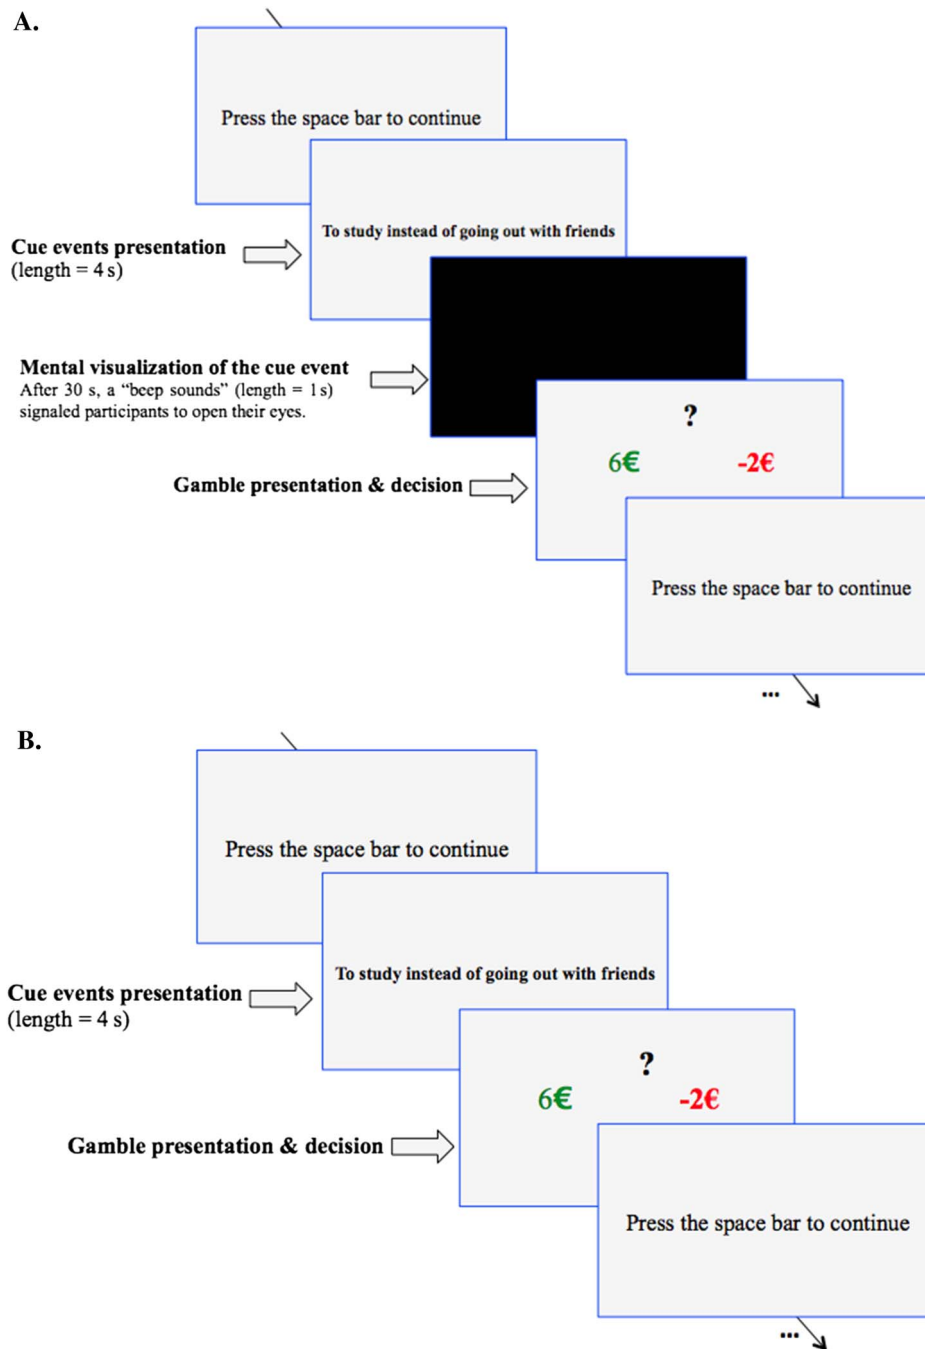 A.
Press the space bar to continue
To study instead of going out with friends
Cue events presentation
(length = 4 s)
Mental visualization of the cue event
After 30 s, a “beep sounds” (length = 1 s)
signaled participants to open their eyes.
?
6€ -2€
Gamble presentation & decision
Press the space bar to continue
...
B.
Press the space bar to continue
To study instead of going out with friends
Cue events presentation
(length = 4 s)
?
6€ -2€
Gamble presentation & decision
Press the space bar to continue
...